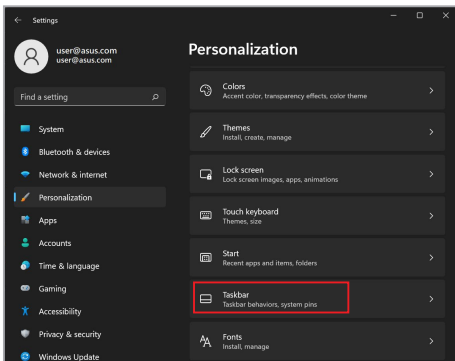 Settings
user@asus.com
user@asus.com
Find a setting
System
Bluetooth & devices
Network & internet
Personalization
Apps
Accounts
Time & language
Gaming
Accessibility
Privacy & security
Windows Update
Personalization
Colors
Accent color, transparency effects, color theme
Themes
Install, create, manage
Lock screen
Lock screen images, apps, animations
Touch keyboard
Themes, size
Start
Recent apps and items, folders
Taskbar
Taskbar behaviors, system pins
Fonts
Install, manage